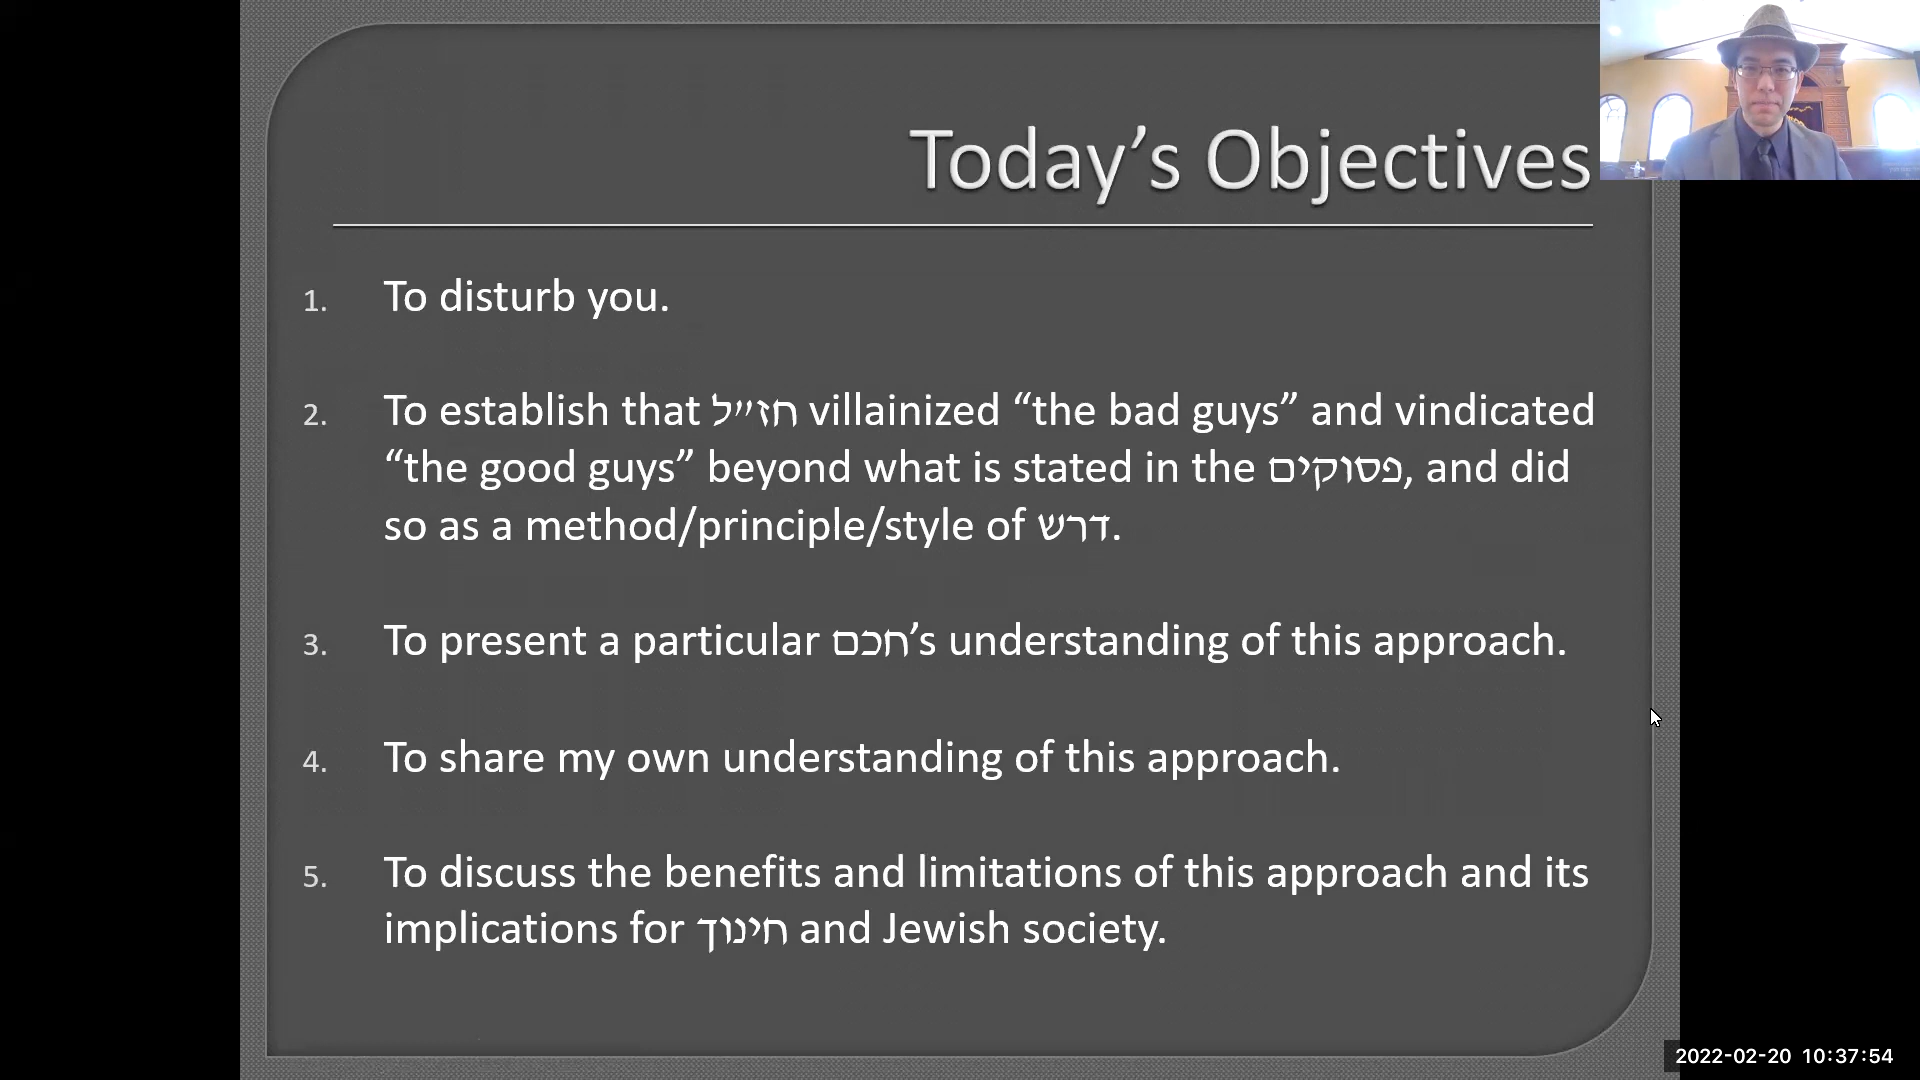 Today’s Objectives
1. To disturb you.
2. To establish that חז״ל villainized “the bad guys” and vindicated
“the good guys” beyond what is stated in the פסוקים, and did
so as a method/principle/style of דרש.
3. To present a particular חכם’s understanding of this approach.
4. To share my own understanding of this approach.
5. To discuss the benefits and limitations of this approach and its
implications for חינוך and Jewish society.
2022-02-20 10:37:54